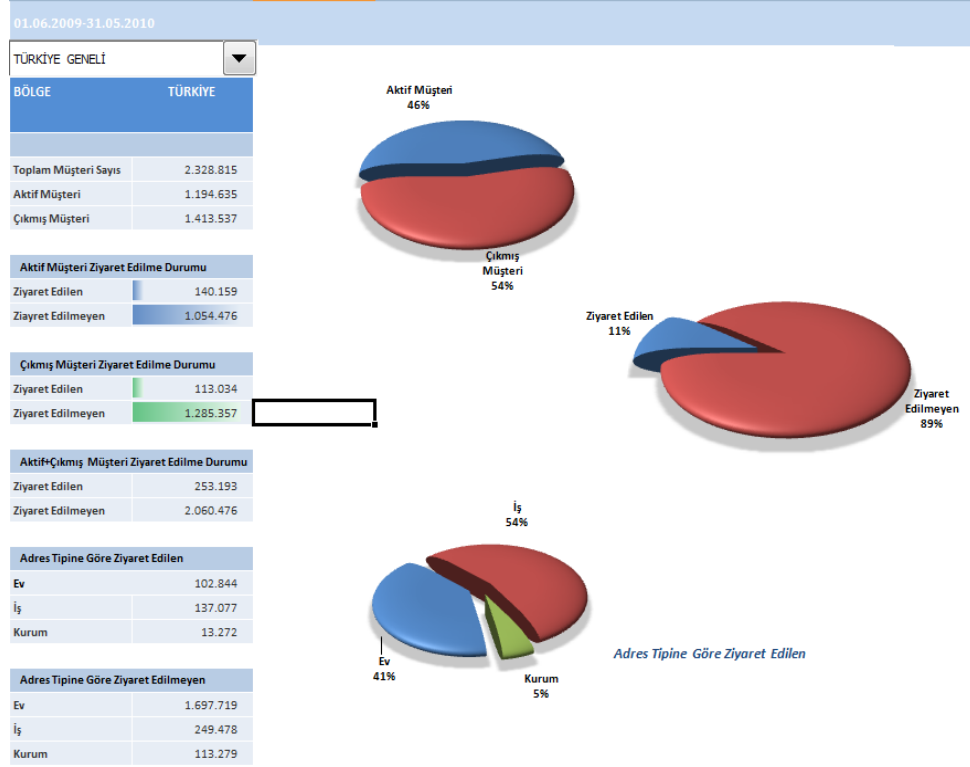 01.06.2009-31.05.2010
TÜRKİYE GENELİ
BÖLGE TÜRKİYE
Toplam Müşteri Sayıs 2.328.815
Aktif Müşteri 1.194.635
Çıkmış Müşteri 1.413.537
Aktif Müşteri Ziyaret Edilme Durumu
Ziyaret Edilen 140.159
Ziayret Edilmeyen 1.054.476
Çıkmış Müşteri Ziyaret Edilme Durumu
Ziyaret Edilen 113.034
Ziyaret Edilmeyen 1.285.357
Aktif+Çıkmış Müşteri Ziyaret Edilme Durumu
Ziyaret Edilen 253.193
Ziyaret Edilmeyen 2.060.476
Adres Tipine Göre Ziyaret Edilen
Ev 102.844
İş 137.077
Kurum 13.272
Adres Tipine Göre Ziyaret Edilmeyen
Ev 1.697.719
İş 249.478
Kurum 113.279
Aktif Müşteri
46%
Çıkmış
Müşteri
54%
Ziyaret Edilen
11%
Ziyaret
Edilmeyen
89%
İş
54%
Ev
41%
Kurum
5%
Adres Tipine Göre Ziyaret Edilen